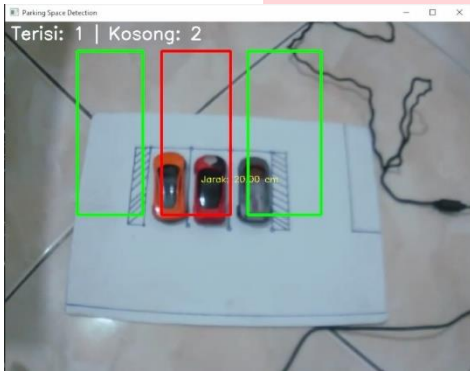 Parking Space Detection
Terisi: 1 | Kosong: 2
Jarak: 20.00 cm